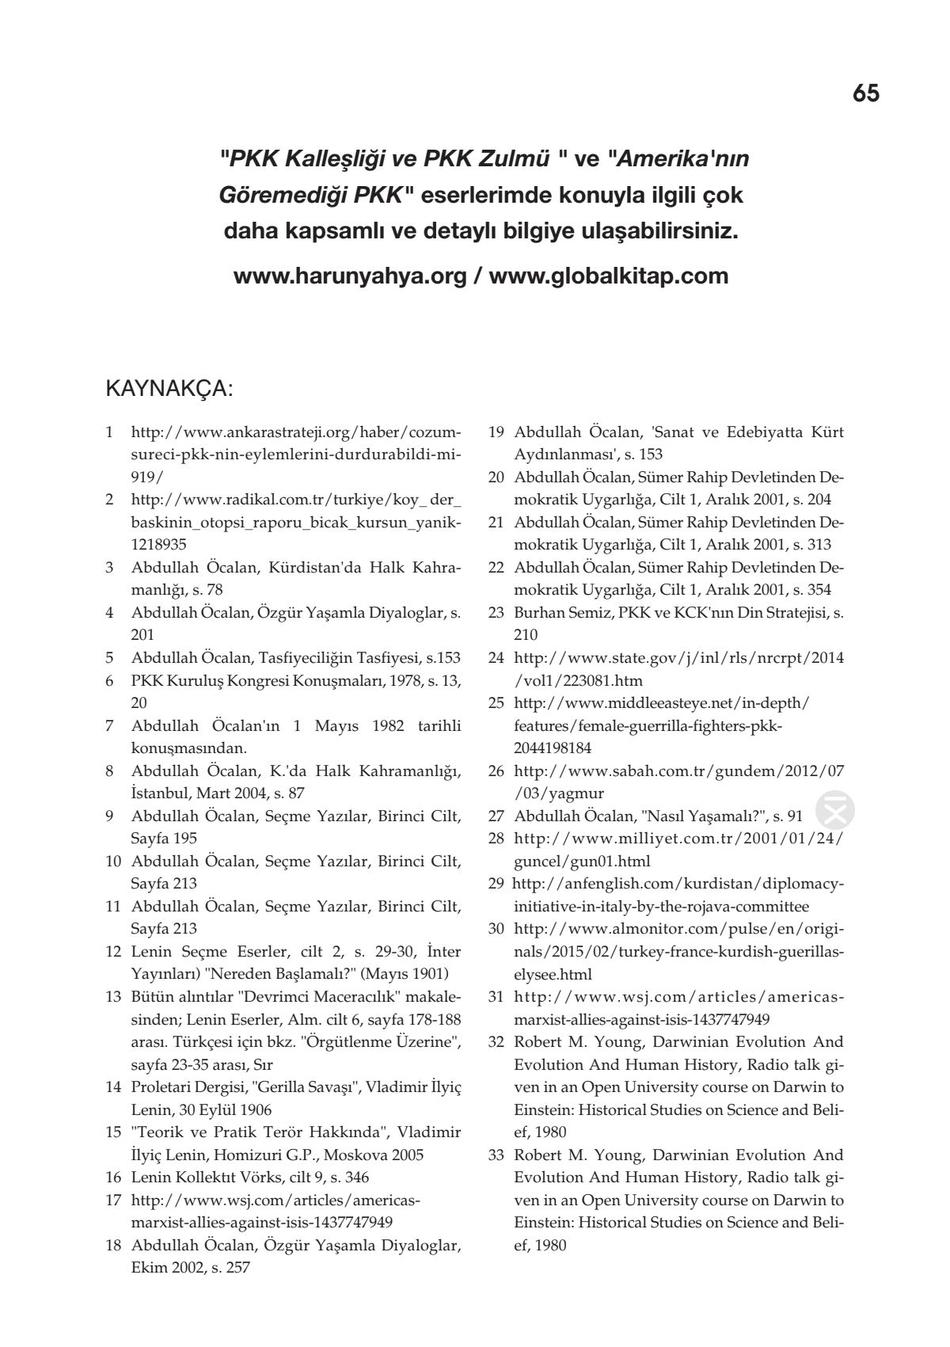 65
"PKK Kalleşliği ve PKK Zulmü " ve "Amerika'nın
Göremediği PKK" eserlerimde konuyla ilgili çok
daha kapsamlı ve detaylı bilgiye ulaşabilirsiniz.
www.harunyahya.org / www.globalkitap.com
KAYNAKÇA:
1 http://www.ankarastrateji.org/haber/cozum-
sureci-pkk-nin-eylemlerini-durdurabildi-mi-
919/
2 http://www.radikal.com.tr/turkiye/koy_ der_
baskinin_otopsi_raporu_bicak_kursun_yanik-
1218935
3 Abdullah Öcalan, Kürdistan'da Halk Kahra-
manlığı, s. 78
4 Abdullah Öcalan, Özgür Yaşamla Diyaloglar, s.
201
5 Abdullah Öcalan, Tasfiyeciliğin Tasfiyesi, s.153
6 PKK Kuruluş Kongresi Konuşmaları, 1978, s. 13,
20
7 Abdullah Öcalan'ın 1 Mayıs 1982 tarihli
konuşmasından.
8 Abdullah Öcalan, K.'da Halk Kahramanlığı,
İstanbul, Mart 2004, s. 87
9 Abdullah Öcalan, Seçme Yazılar, Birinci Cilt,
Sayfa 195
10 Abdullah Öcalan, Seçme Yazılar, Birinci Cilt,
Sayfa 213
11 Abdullah Öcalan, Seçme Yazılar, Birinci Cilt,
Sayfa 213
12 Lenin Seçme Eserler, cilt 2, s. 29-30, İnter
Yayınları) "Nereden Başlamalı?" (Mayıs 1901)
13 Bütün alıntılar "Devrimci Maceracılık" makale-
sinden; Lenin Eserler, Alm. cilt 6, sayfa 178-188
arası. Türkçesi için bkz. "Örgütlenme Üzerine",
sayfa 23-35 arası, Sır
14 Proletari Dergisi, "Gerilla Savaşı", Vladimir İlyiç
Lenin, 30 Eylül 1906
15 "Teorik ve Pratik Terör Hakkında", Vladimir
İlyiç Lenin, Homizuri G.P., Moskova 2005
16 Lenin Kollektıt Vörks, cilt 9, s. 346
17 http://www.wsj.com/articles/americas-
marxist-allies-against-isis-1437747949
18 Abdullah Öcalan, Özgür Yaşamla Diyaloglar,
Ekim 2002, s. 257
19 Abdullah Öcalan, 'Sanat ve Edebiyatta Kürt
Aydınlanması', s. 153
20 Abdullah Öcalan, Sümer Rahip Devletinden De-
mokratik Uygarlığa, Cilt 1, Aralık 2001, s. 204
21 Abdullah Öcalan, Sümer Rahip Devletinden De-
mokratik Uygarlığa, Cilt 1, Aralık 2001, s. 313
22 Abdullah Öcalan, Sümer Rahip Devletinden De-
mokratik Uygarlığa, Cilt 1, Aralık 2001, s. 354
23 Burhan Semiz, PKK ve KCK'nın Din Stratejisi, s.
210
24 http://www.state.gov/j/inl/rls/nrcrpt/2014
/vol1/223081.htm
25 http://www.middleeasteye.net/in-depth/
features/female-guerrilla-fighters-pkk-
2044198184
26 http://www.sabah.com.tr/gundem/2012/07
/03/yagmur
27 Abdullah Öcalan, "Nasıl Yaşamalı?", s. 91
28 http://www.milliyet.com.tr/2001/01/24/
guncel/gun01.html
29 http://anfenglish.com/kurdistan/diplomacy-
initiative-in-italy-by-the-rojava-committee
30 http://www.almonitor.com/pulse/en/origi-
nals/2015/02/turkey-france-kurdish-guerillas-
elysee.html
31 http://www.wsj.com/articles/americas-
marxist-allies-against-isis-1437747949
32 Robert M. Young, Darwinian Evolution And
Evolution And Human History, Radio talk gi-
ven in an Open University course on Darwin to
Einstein: Historical Studies on Science and Beli-
ef, 1980
33 Robert M. Young, Darwinian Evolution And
Evolution And Human History, Radio talk gi-
ven in an Open University course on Darwin to
Einstein: Historical Studies on Science and Beli-
ef, 1980